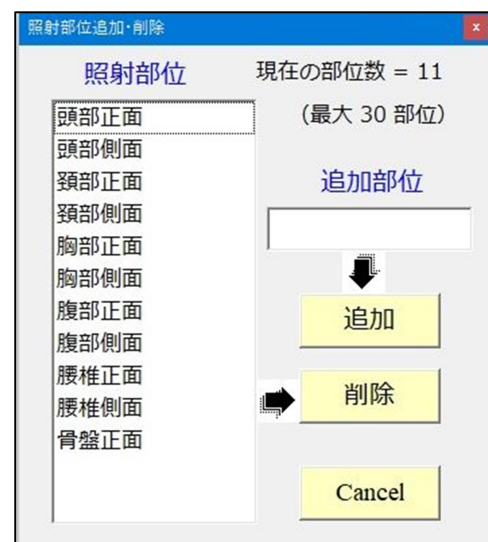 照射部位追加・削除
x
照射部位
現在の部位数 = 11
(最大 30 部位)
頭部正面
頭部側面
頚部正面
頚部側面
胸部正面
胸部側面
腹部正面
腹部側面
腰椎正面
腰椎側面
骨盤正面
追加部位
追加
削除
Cancel